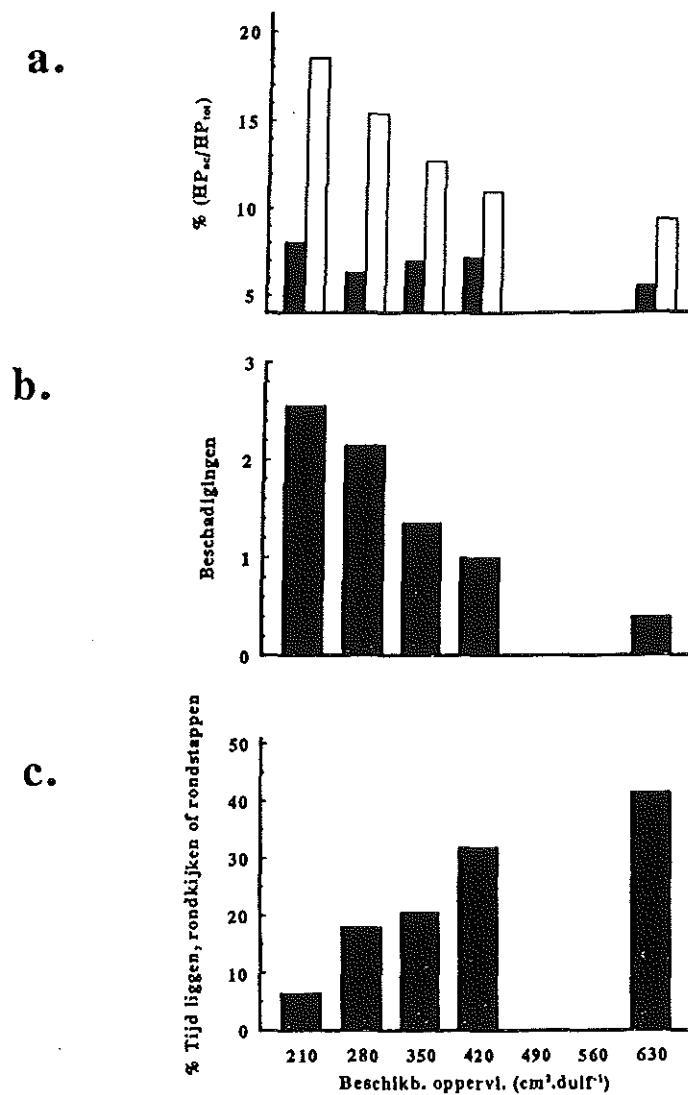 a.
% (HPac/HPtot)
20
15
10
5
b.
Beschadigingen
3
2
1
0
c.
% Tijd liggen, rondkijken of rondstappen
50
40
30
20
10
0
210 280 350 420 490 560 630
Beschikb. oppervl. (cm².duif⁻¹)